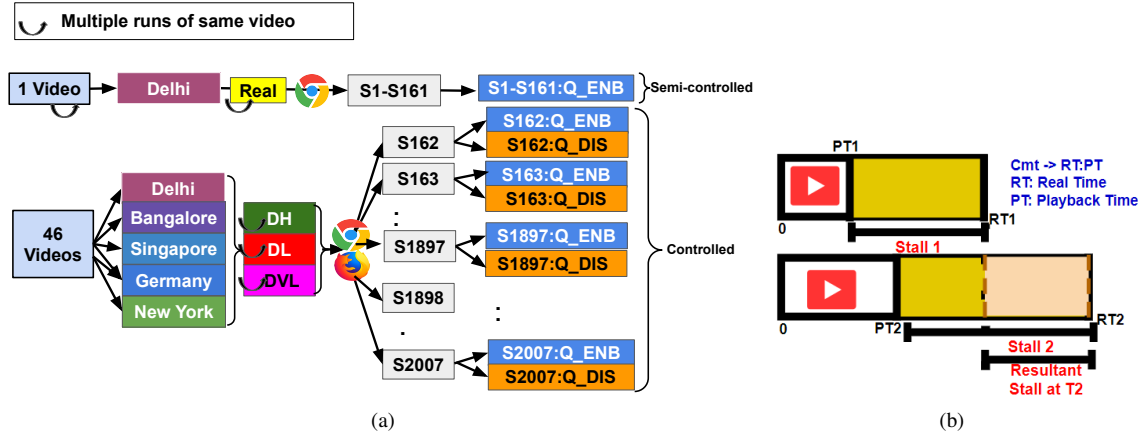 Multiple runs of same video
1 Video
Delhi
Real
S1-S161
S1-S161:Q_ENB
Semi-controlled
46
Videos
Delhi
Bangalore
Singapore
Germany
New York
DH
DL
DVL
S162
S163
:
S1897
S1898
.
S2007
S162:Q_ENB
S162:Q_DIS
S163:Q_ENB
S163:Q_DIS
:
S1897:Q_ENB
S1897:Q_DIS
:
S2007:Q_ENB
S2007:Q_DIS
Controlled
(a)
PT1
Cmt -> RT:PT
RT: Real Time
PT: Playback Time
0
RT1
Stall 1
0
PT2
RT2
Stall 2
Resultant
Stall at T2
(b)